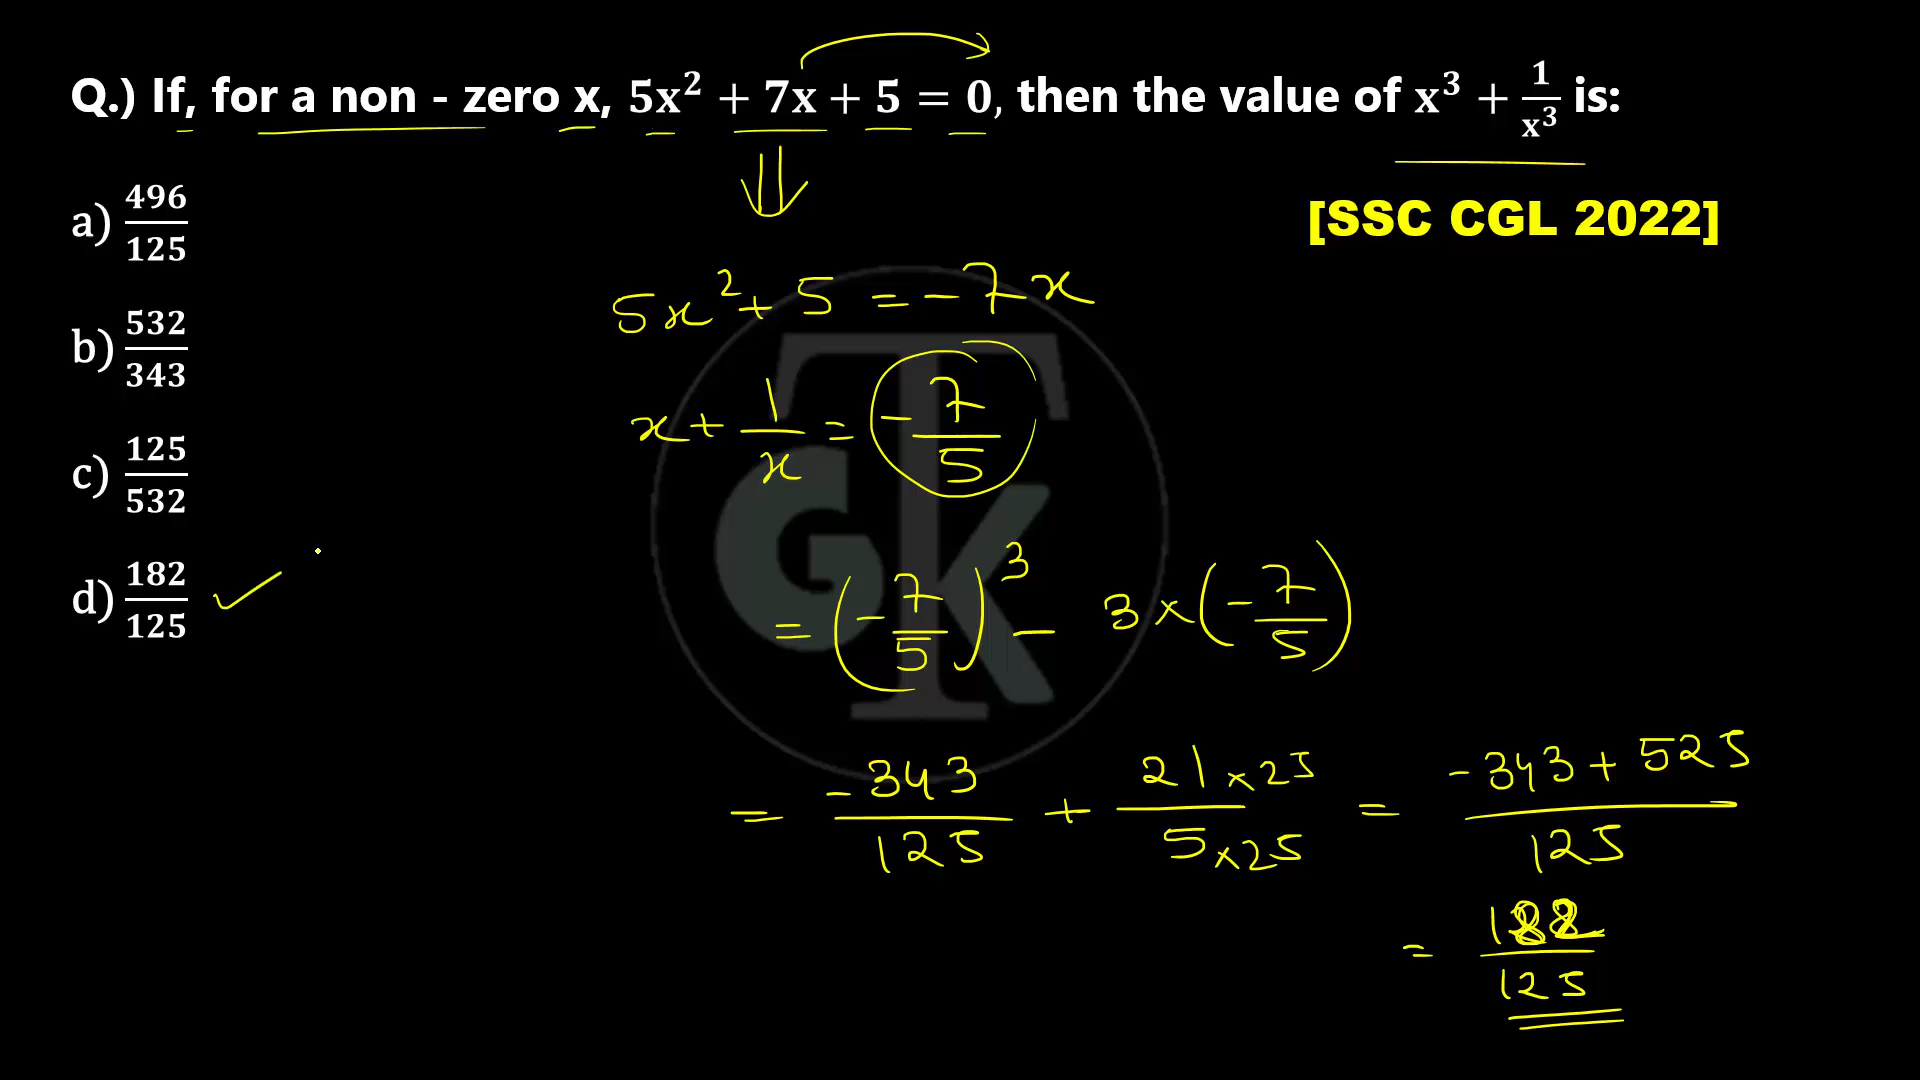 Q.) If, for a non - zero x, 5x² + 7x + 5 = 0, then the value of x³ + 1/x³ is:
[SSC CGL 2022]
a) 496/125
b) 532/343
c) 125/532
d) 182/125
5x² + 5 = -7x
x + 1/x = -7/5
= (-7/5)³ - 3 × (-7/5)
= -343/125 + 21×25/5×25 = -343+525/125
= 182/125
GTK